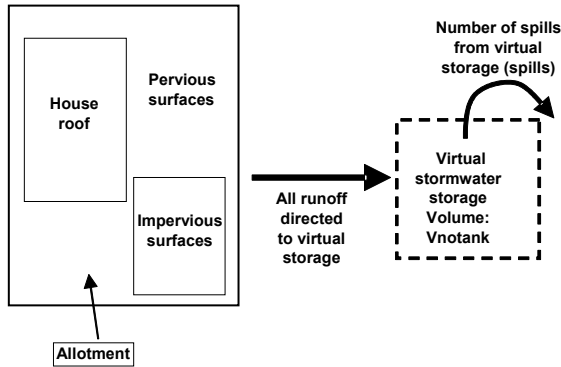 House
roof
Pervious
surfaces
Impervious
surfaces
Allotment
All runoff
directed
to virtual
storage
Number of spills
from virtual
storage (spills)
Virtual
stormwater
storage
Volume:
Vnotank